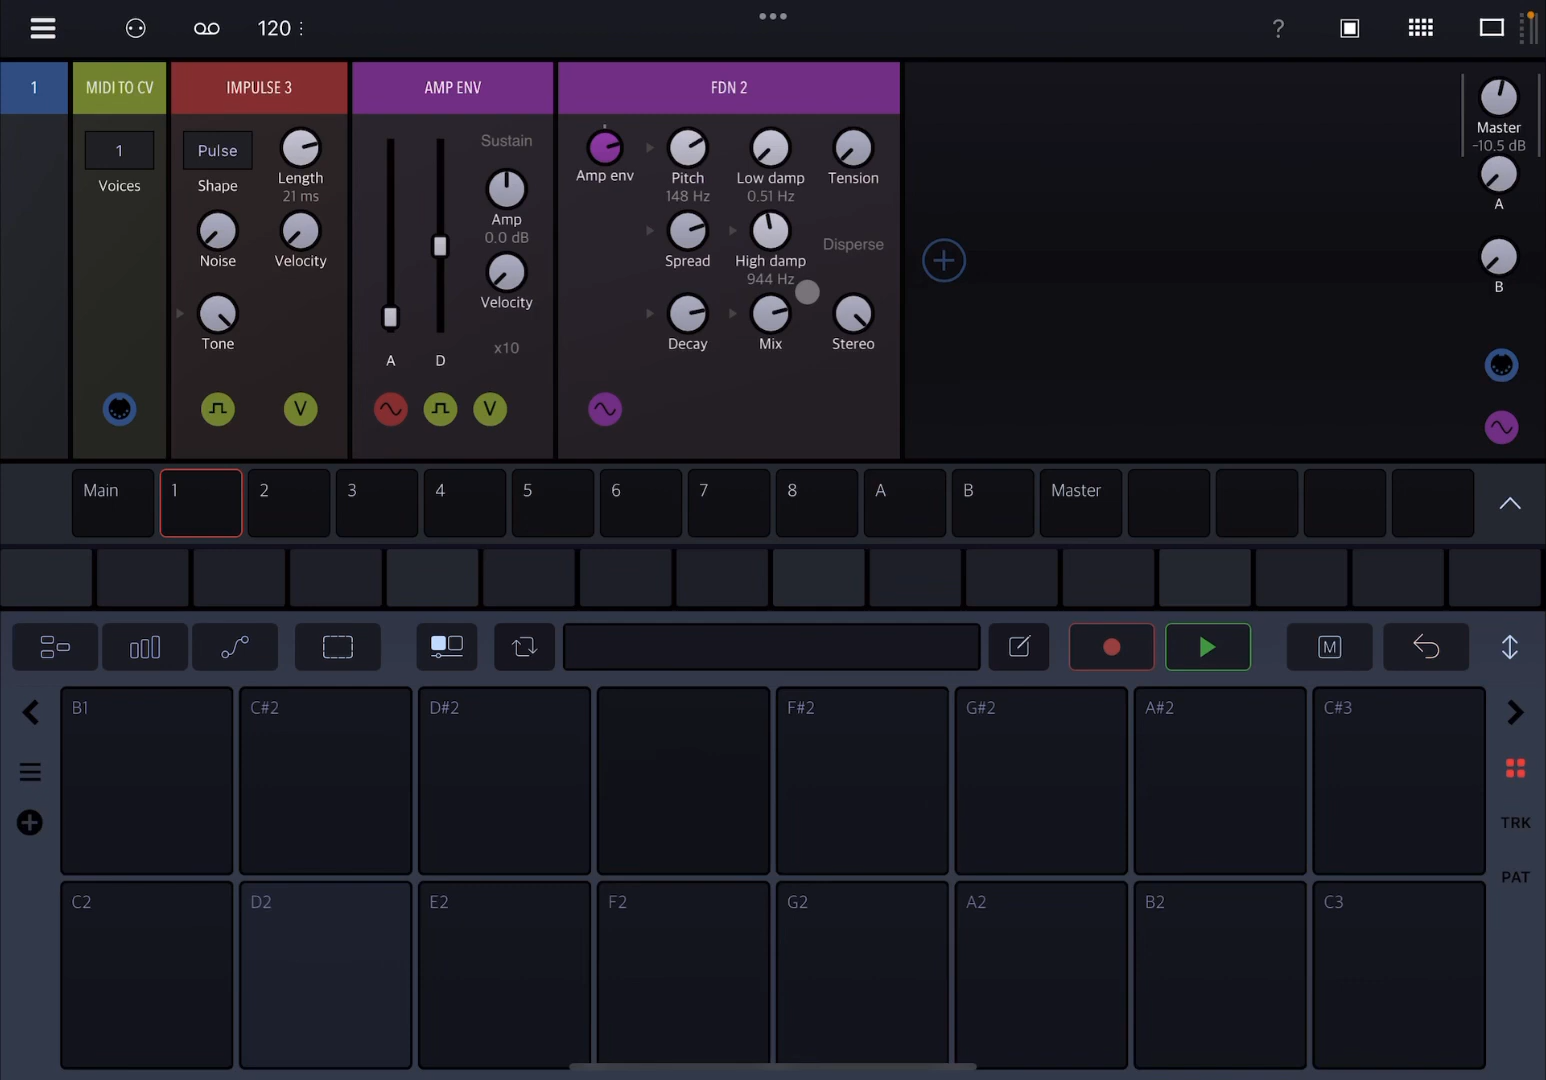 120
?
1
MIDI TO CV
IMPULSE 3
AMP ENV
FDN 2
1
Voices
Pulse
Shape
Length
21 ms
Noise
Velocity
Tone
V
Sustain
Amp
0.0 dB
Velocity
x10
A
D
V
Amp env
Pitch
148 Hz
Low damp
0.51 Hz
Tension
Spread
High damp
944 Hz
Disperse
Decay
Mix
Stereo
Master
-10.5 dB
A
B
Main
1
2
3
4
5
6
7
8
A
B
Master
M
B1
C#2
D#2
F#2
G#2
A#2
C#3
TRK
PAT
C2
D2
E2
F2
G2
A2
B2
C3